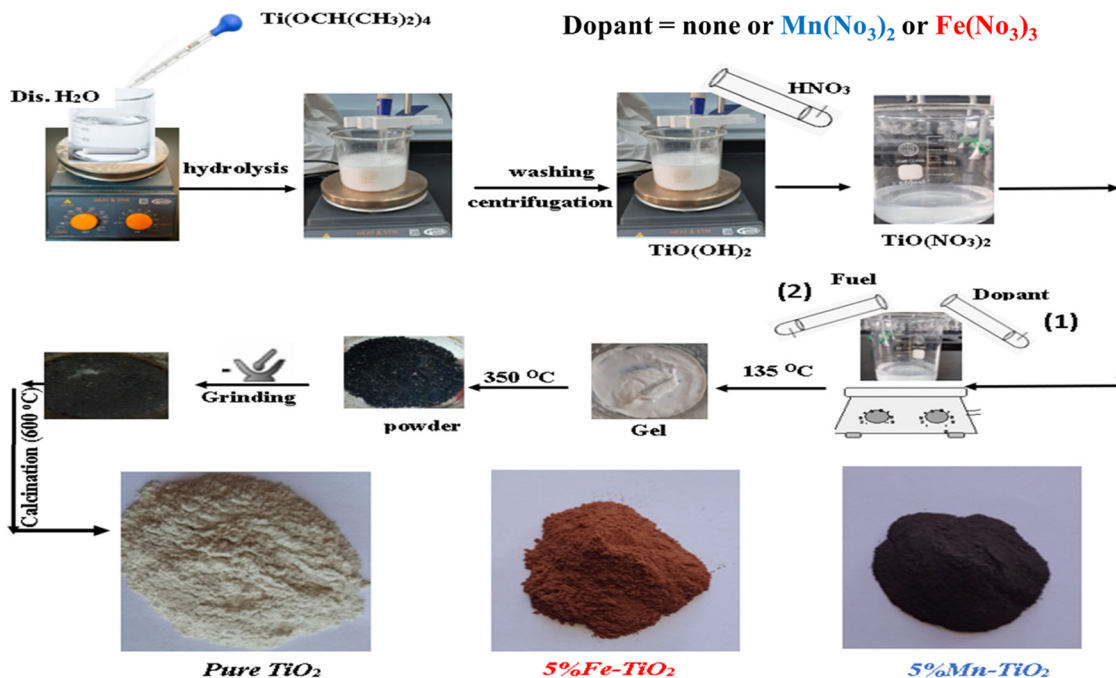 Ti(OCH(CH₃)₂)₄
Dopant = none or Mn(No₃)₂ or Fe(No₃)₃
Dis. H₂O
HNO₃
hydrolysis
washing
centrifugation
TiO(OH)₂
TiO(NO₃)₂
(2)
Fuel
Dopant
(1)
135 ᴼC
350 ᴼC
Grinding
powder
Gel
Calcination (600 ⁰C)
Pure TiO₂
5%Fe-TiO₂
5%Mn-TiO₂